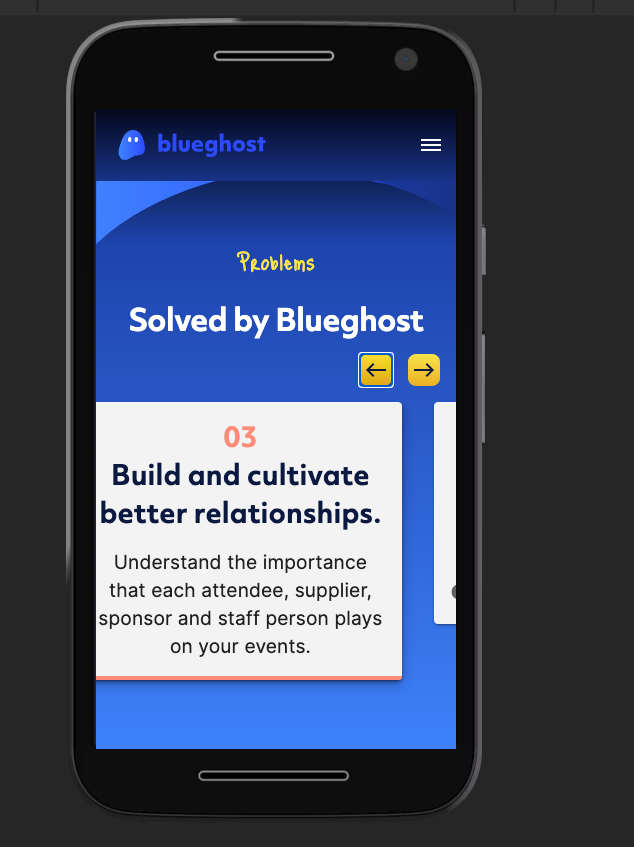 blueghost
Problems
Solved by Blueghost
03
Build and cultivate
better relationships.
Understand the importance
that each attendee, supplier,
sponsor and staff person plays
on your events.